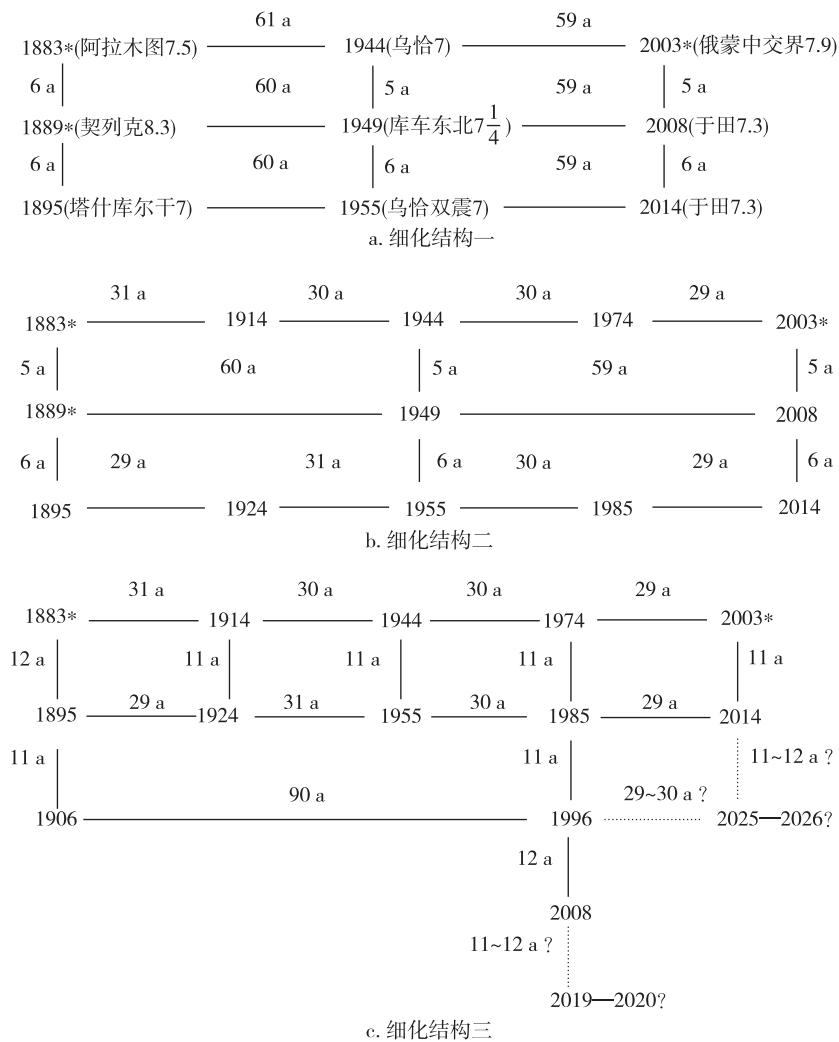 61 a 59 a
1883*(阿拉木图7.5) 1944(乌恰7) 2003*(俄蒙中交界7.9)
6 a 60 a 5 a 59 a 5 a
1889*(契列克8.3) 1949(库车东北7 1/4) 2008(于田7.3)
6 a 60 a 6 a 59 a 6 a
1895(塔什库尔干7) 1955(乌恰双震7) 2014(于田7.3)
a. 细化结构一
31 a 30 a 30 a 29 a
1883* 1914 1944 1974 2003*
5 a 60 a 5 a 59 a 5 a
1889* 1949 2008
6 a 29 a 31 a 6 a 30 a 29 a 6 a
1895 1924 1955 1985 2014
b. 细化结构二
31 a 30 a 30 a 29 a
1883* 1914 1944 1974 2003*
12 a 11 a 11 a 11 a 11 a
29 a 31 a 30 a 29 a
1895 1924 1955 1985 2014
11 a 11 a 11~12 a ?
90 a 29~30 a ?
1906 1996 2025—2026?
12 a
2008
11~12 a ?
2019—2020?
c. 细化结构三